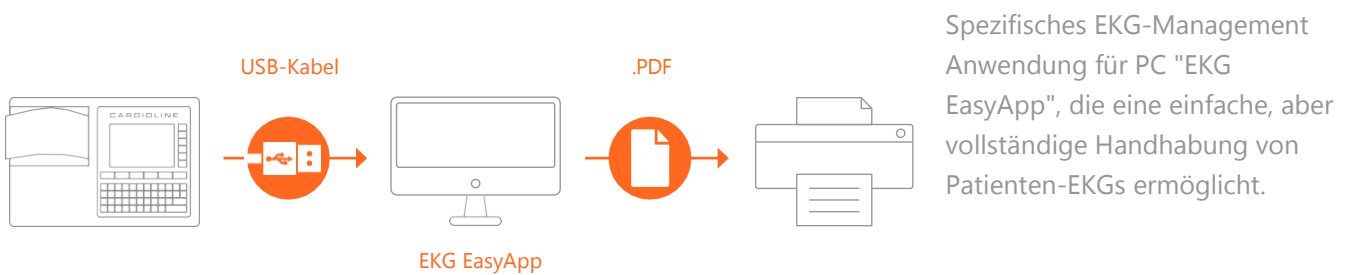 USB-Kabel
.PDF
CARDIOLINE
EKG EasyApp
Spezifisches EKG-Management
Anwendung für PC "EKG
EasyApp", die eine einfache, aber
vollständige Handhabung von
Patienten-EKGs ermöglicht.